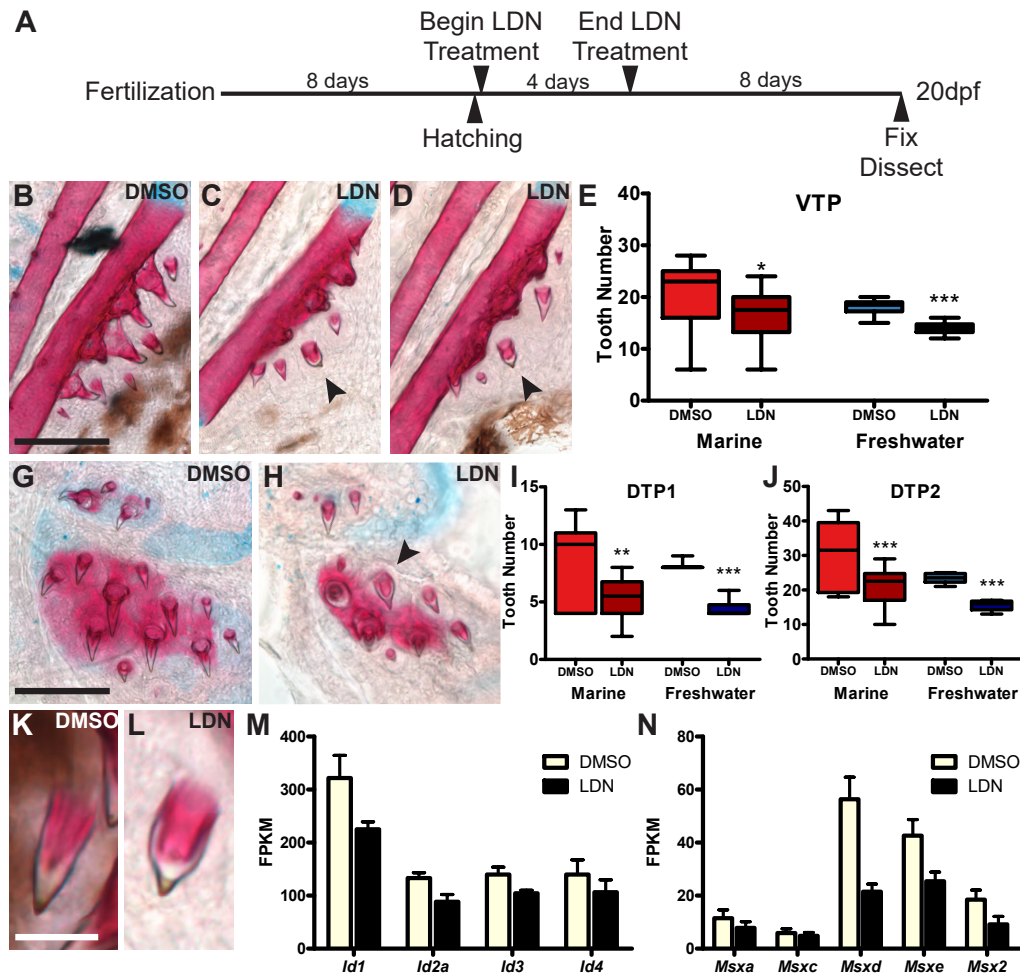 A
Begin LDN
Treatment
End LDN
Treatment
Fertilization
8 days
4 days
8 days
20dpf
Hatching
Fix
Dissect
B
DMSO
C
LDN
D
LDN
E
VTP
Tooth Number
40
30
20
10
0
*
***
DMSO
LDN
DMSO
LDN
Marine
Freshwater
G
DMSO
H
LDN
I
DTP1
Tooth Number
15
10
5
0
**
***
DMSO
LDN
DMSO
LDN
Marine
Freshwater
J
DTP2
Tooth Number
50
40
30
20
10
0
***
***
DMSO
LDN
DMSO
LDN
Marine
Freshwater
K
DMSO
L
LDN
M
FPKM
400
300
200
100
0
DMSO
LDN
Id1
Id2a
Id3
Id4
N
FPKM
80
60
40
20
0
DMSO
LDN
Msxa
Msxc
Msxd
Msxe
Msx2